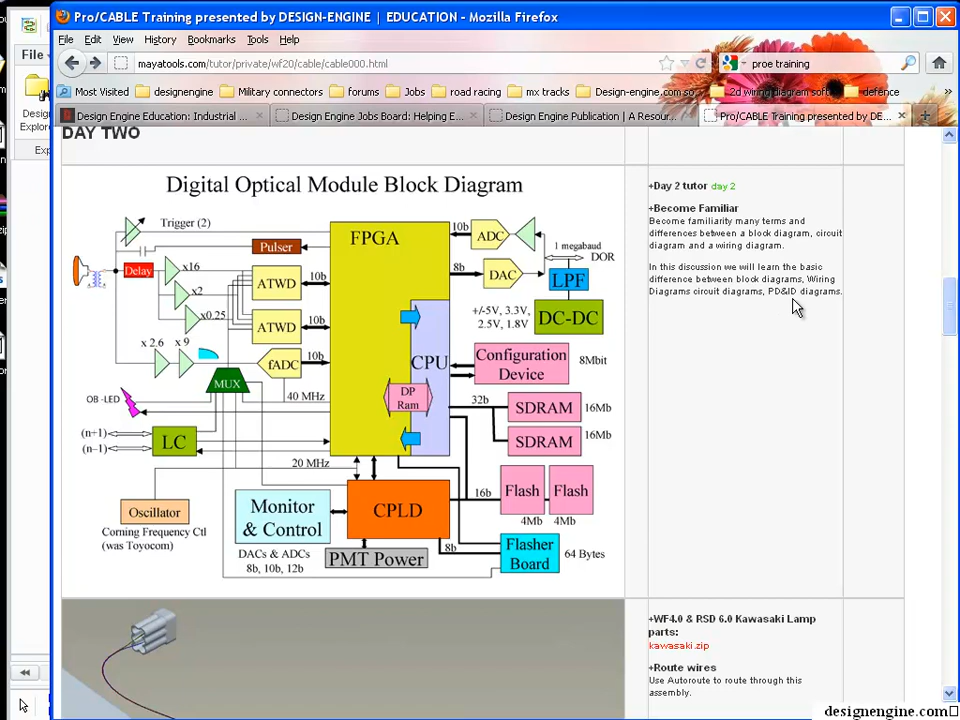 Pro/CABLE Training presented by DESIGN-ENGINE | EDUCATION - Mozilla Firefox
File Edit View History Bookmarks Tools Help
mayatools.com/tutor/private/wf20/cable/cable000.html
proe training
Most Visited designengine Military connectors forums Jobs road racing mx tracks Design-engine.com so... 2d wiring diagram soft... defence
Design Engine Education: Industrial ... Design Engine Jobs Board: Helping E... Design Engine Publication | A Resour... Pro/CABLE Training presented by DE...
File
Desig
Explore
Exp
DAY TWO
Digital Optical Module Block Diagram
Trigger (2)
FPGA
10b
ADC
Pulser
1 megabaud
DOR
Delay
x16
ATWD
10b
8b
DAC
LPF
x2
x0.25
ATWD
10b
+/-5V, 3.3V,
2.5V, 1.8V
DC-DC
x 2.6
x 9
fADC
10b
CPU
Configuration
Device
8Mbit
MUX
40 MHz
DP
Ram
OB -LED
32b
SDRAM
16Mb
(n+1)
(n−1)
LC
SDRAM
16Mb
20 MHz
16b
Flash
Flash
4Mb
4Mb
Oscillator
Corning Frequency Ctl
(was Toyocom)
Monitor
& Control
CPLD
DACs & ADCs
8b, 10b, 12b
PMT Power
8b
Flasher
Board
64 Bytes
+Day 2 tutor day 2
+Become Familiar
Become familiarity many terms and
differences between a block diagram, circuit
diagram and a wiring diagram.
In this discussion we will learn the basic
difference between block diagrams, Wiring
Diagrams circuit diagrams, PD&ID diagrams.
+WF4.0 & RSD 6.0 Kawasaki Lamp
parts:
kawasaki.zip
+Route wires
Use Autoroute to route through this
assembly.
designengine.com